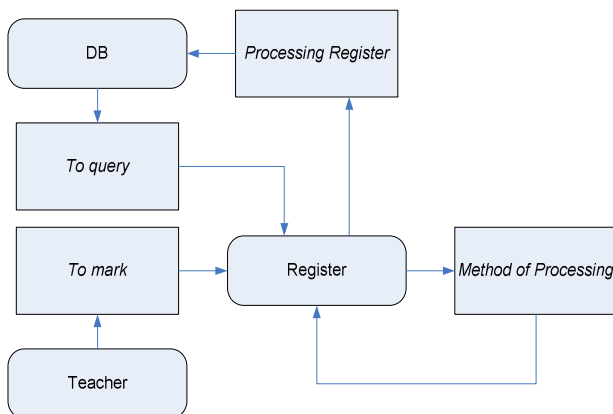 DB
Processing Register
To query
To mark
Register
Method of Processing
Teacher